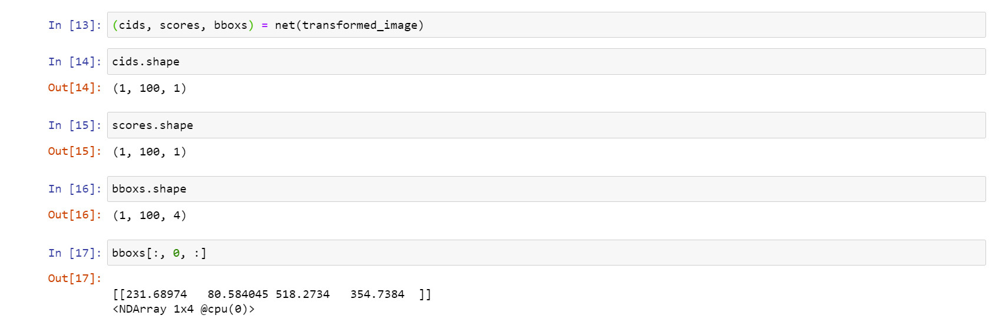 In [13]: (cids, scores, bboxs) = net(transformed_image)
In [14]: cids.shape
Out[14]: (1, 100, 1)
In [15]: scores.shape
Out[15]: (1, 100, 1)
In [16]: bboxs.shape
Out[16]: (1, 100, 4)
In [17]: bboxs[:, 0, :]
Out[17]:
[[231.68974   80.584045 518.2734   354.7384  ]]
<NDArray 1x4 @cpu(0)>